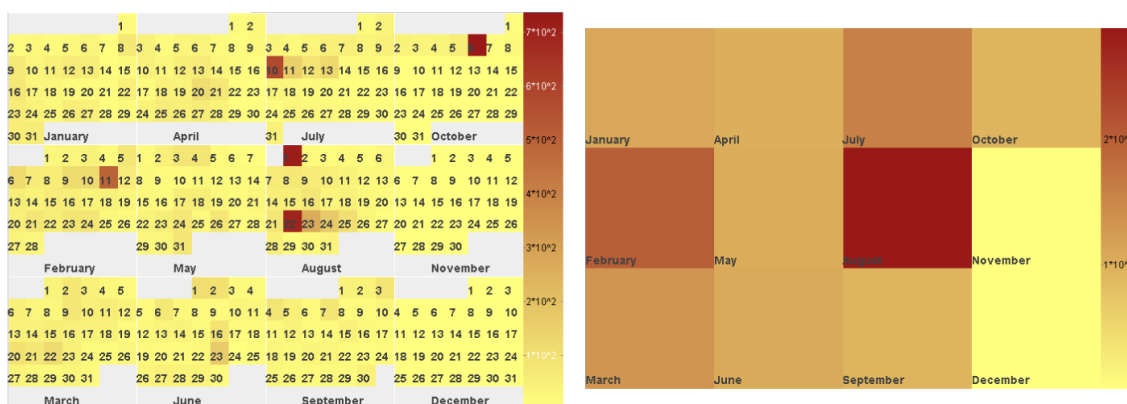 1 1 2 1 2 1
2 3 4 5 6 7 8 3 4 5 6 7 8 9 3 4 5 6 7 8 9 2 3 4 5 6 7 8
9 10 11 12 13 14 15 10 11 12 13 14 15 16 10 11 12 13 14 15 16 9 10 11 12 13 14 15
16 17 18 19 20 21 22 17 18 19 20 21 22 23 17 18 19 20 21 22 23 16 17 18 19 20 21 22
23 24 25 26 27 28 29 24 25 26 27 28 29 30 24 25 26 27 28 29 30 23 24 25 26 27 28 29
30 31 January April 31 July 30 31 October
1 2 3 4 5 1 2 3 4 5 6 7 1 2 3 4 5 6 1 2 3 4 5
6 7 8 9 10 11 12 8 9 10 11 12 13 14 7 8 9 10 11 12 13 6 7 8 9 10 11 12
13 14 15 16 17 18 19 15 16 17 18 19 20 21 14 15 16 17 18 19 20 13 14 15 16 17 18 19
20 21 22 23 24 25 26 22 23 24 25 26 27 28 21 22 23 24 25 26 27 20 21 22 23 24 25 26
27 28 29 30 31 28 29 30 31 27 28 29 30
February May August November
1 2 3 4 5 1 2 3 4 1 2 3 1 2 3
6 7 8 9 10 11 12 5 6 7 8 9 10 11 4 5 6 7 8 9 10 4 5 6 7 8 9 10
13 14 15 16 17 18 19 12 13 14 15 16 17 18 11 12 13 14 15 16 17 11 12 13 14 15 16 17
20 21 22 23 24 25 26 19 20 21 22 23 24 25 18 19 20 21 22 23 24 18 19 20 21 22 23 24
27 28 29 30 31 26 27 28 29 30 25 26 27 28 29 30 25 26 27 28 29 30 31
March June September December
7*10^2
6*10^2
5*10^2
4*10^2
3*10^2
2*10^2
1*10^2
January April July October
February May August November
March June September December
2*10^2
1*10^2